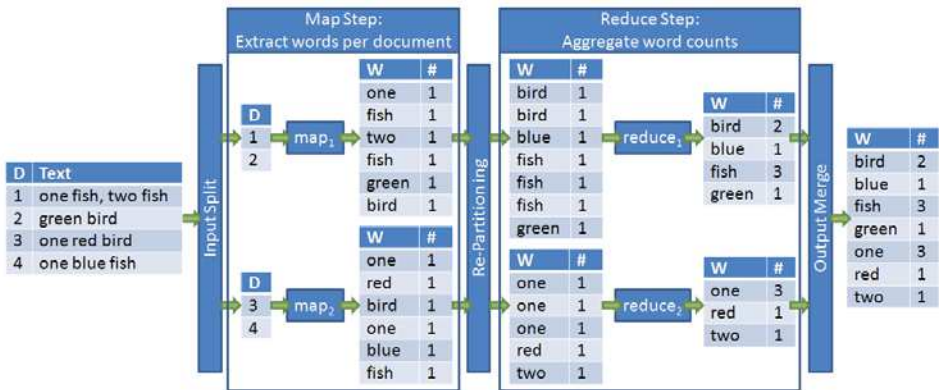 Map Step:
Extract words per document
Reduce Step:
Aggregate word counts
D Text
1 one fish, two fish
2 green bird
3 one red bird
4 one blue fish
Input Split
D
1
2
map1
W #
one 1
fish 1
two 1
fish 1
green 1
bird 1
D
3
4
map2
W #
one 1
red 1
bird 1
one 1
blue 1
fish 1
Re-Partitioning
W #
bird 1
bird 1
blue 1
fish 1
fish 1
fish 1
green 1
reduce1
W #
bird 2
blue 1
fish 3
green 1
W #
one 1
one 1
one 1
red 1
two 1
reduce2
W #
one 3
red 1
two 1
Output Merge
W #
bird 2
blue 1
fish 3
green 1
one 3
red 1
two 1